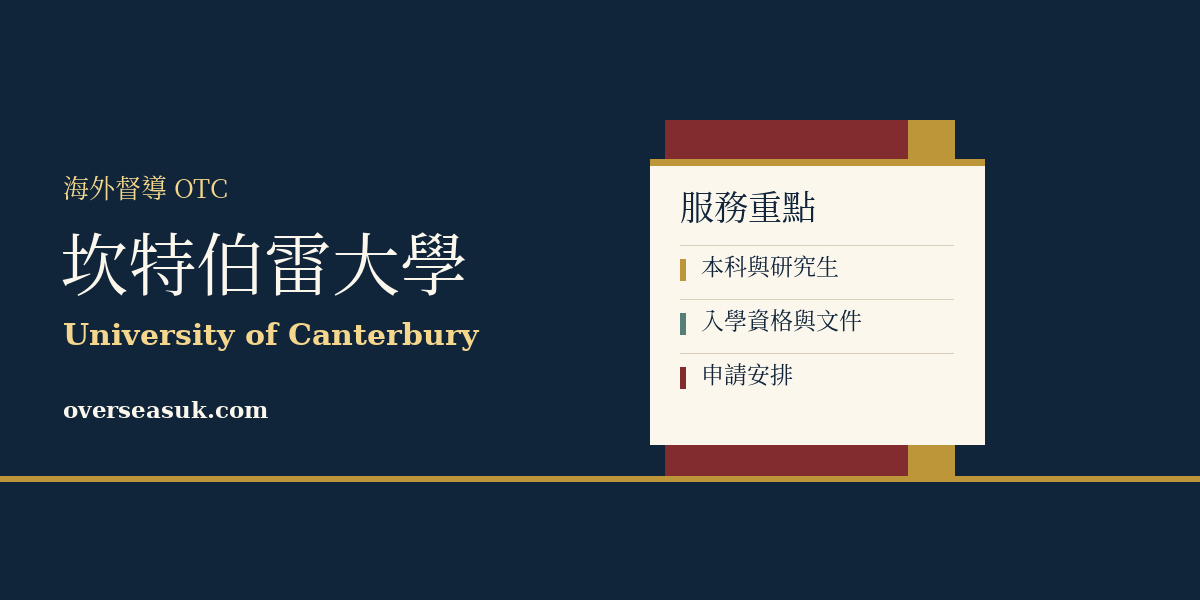 海外督導 OTC
坎特伯雷大學
University of Canterbury
overseasuk.com
服務重點
本科與研究生
入學資格與文件
申請安排